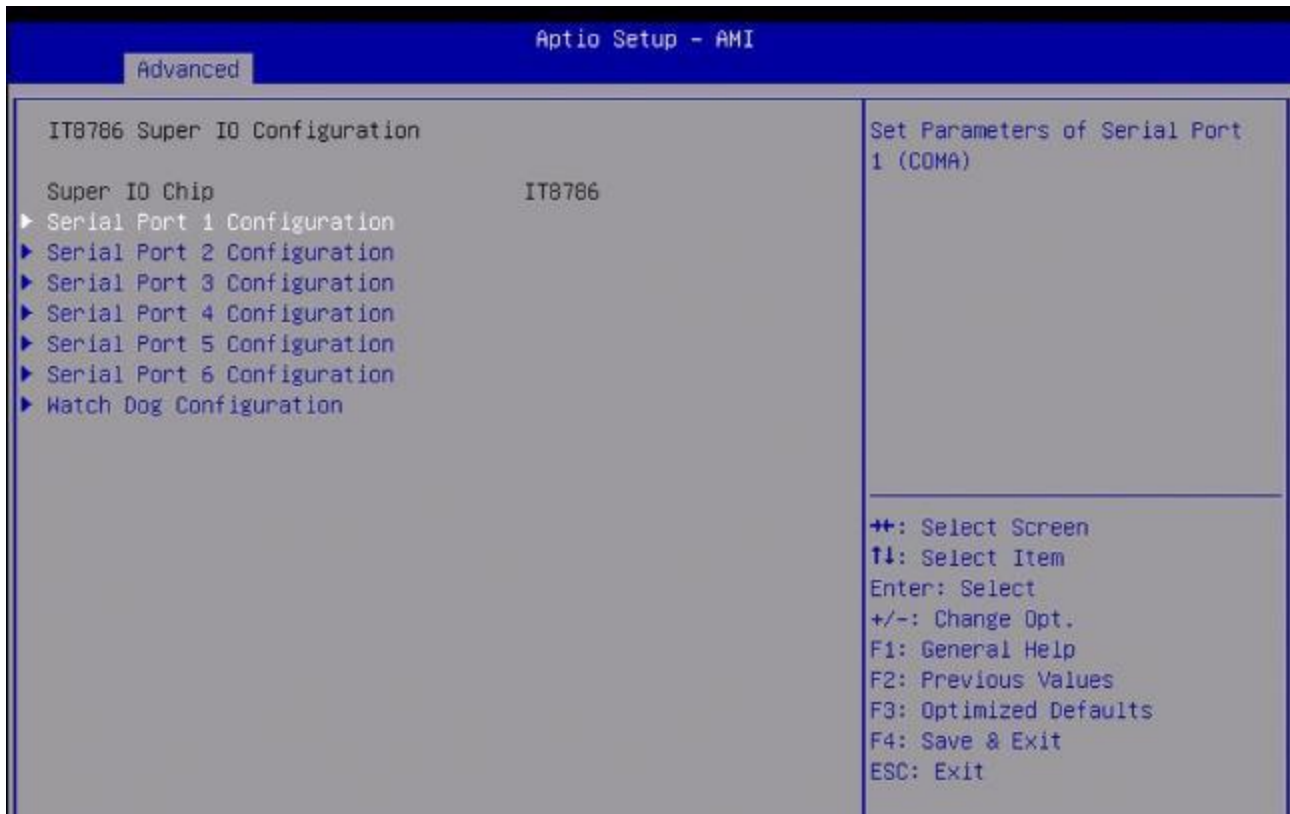 Aptio Setup – AMI
Advanced
IT8786 Super IO Configuration
Super IO Chip IT8786
▶ Serial Port 1 Configuration
▶ Serial Port 2 Configuration
▶ Serial Port 3 Configuration
▶ Serial Port 4 Configuration
▶ Serial Port 5 Configuration
▶ Serial Port 6 Configuration
▶ Watch Dog Configuration
Set Parameters of Serial Port
1 (COMA)
→←: Select Screen
↑↓: Select Item
Enter: Select
+/-: Change Opt.
F1: General Help
F2: Previous Values
F3: Optimized Defaults
F4: Save & Exit
ESC: Exit